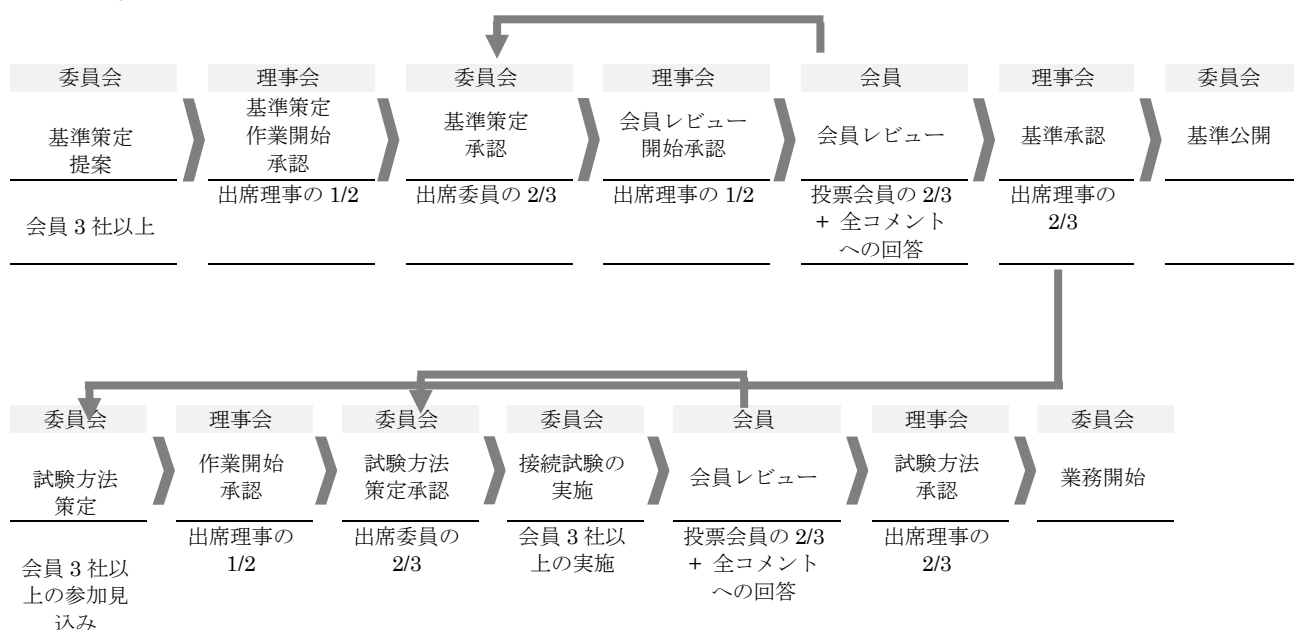 委員会
基準策定
提案
会員 3 社以上
理事会
基準策定
作業開始
承認
出席理事の 1/2
委員会
基準策定
承認
出席委員の 2/3
理事会
会員レビュー
開始承認
出席理事の 1/2
会員
会員レビュー
投票会員の 2/3
+ 全コメント
への回答
理事会
基準承認
出席理事の
2/3
委員会
基準公開
委員会
試験方法
策定
会員 3 社以
上の参加見
込み
理事会
作業開始
承認
出席理事の
1/2
委員会
試験方法
策定承認
出席委員の
2/3
委員会
接続試験の
実施
会員 3 社以
上の実施
会員
会員レビュー
投票会員の 2/3
+ 全コメント
への回答
理事会
試験方法
承認
出席理事の
2/3
委員会
業務開始